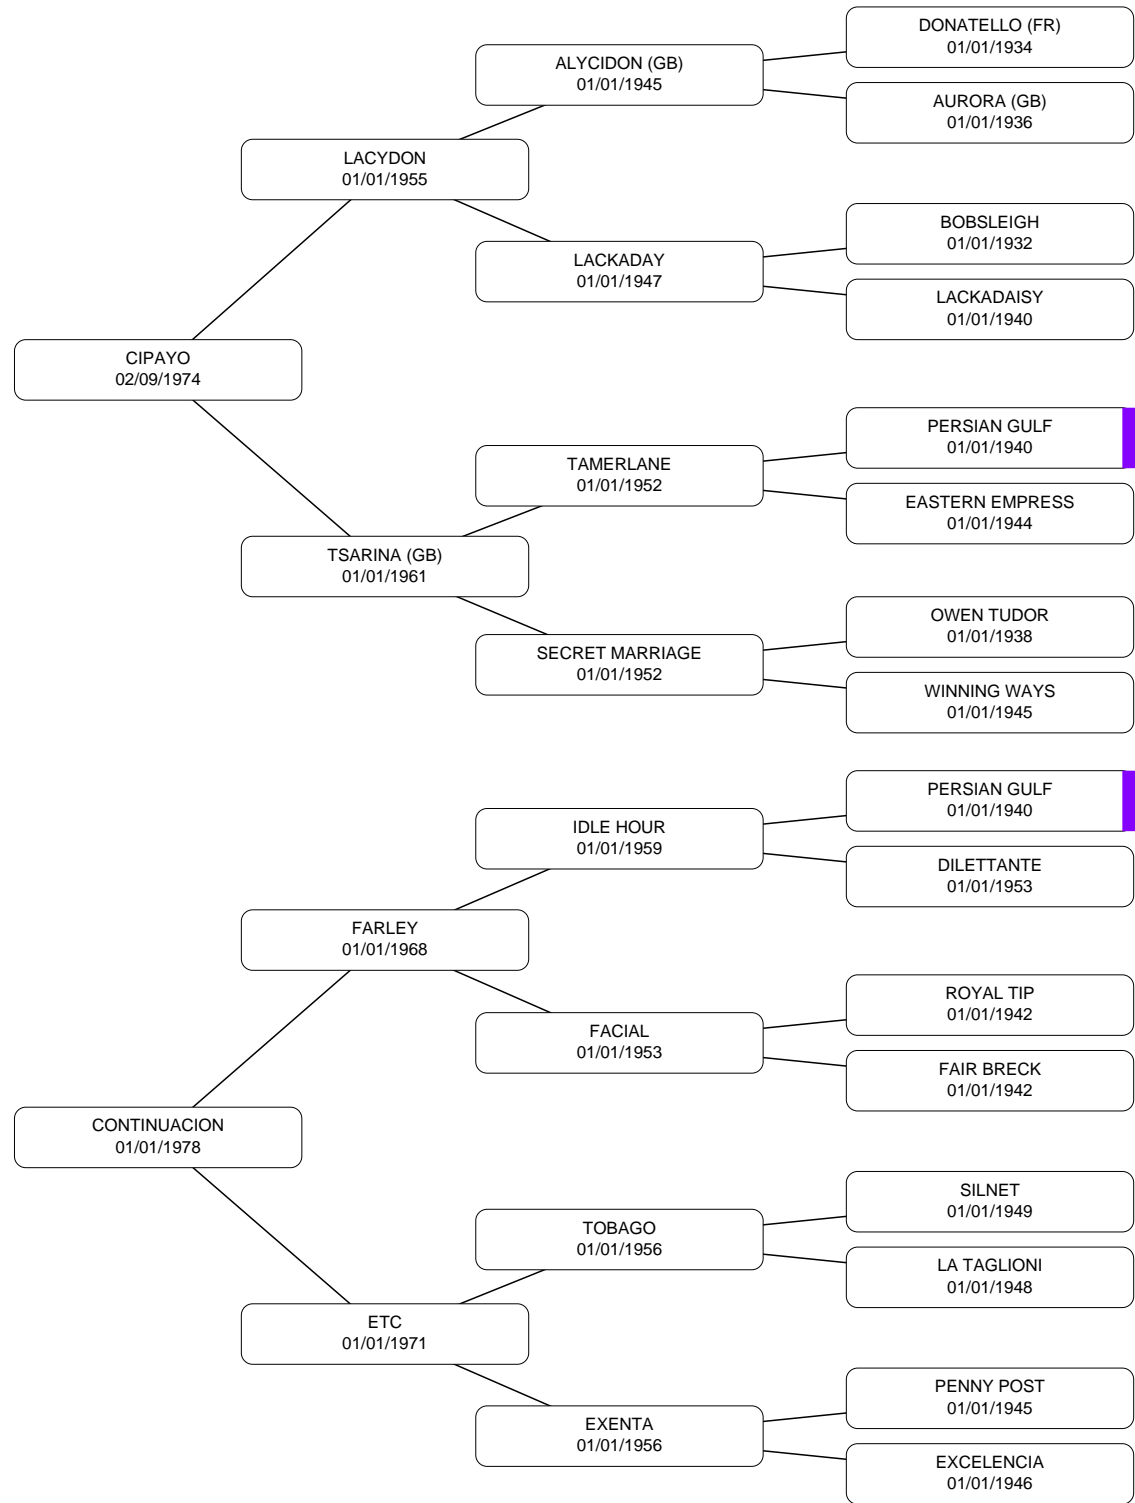 DONATELLO (FR)
01/01/1934
ALYCIDON (GB)
01/01/1945
AURORA (GB)
01/01/1936
LACYDON
01/01/1955
BOBSLEIGH
01/01/1932
LACKADAY
01/01/1947
LACKADAISY
01/01/1940
CIPAYO
02/09/1974
PERSIAN GULF
01/01/1940
TAMERLANE
01/01/1952
EASTERN EMPRESS
01/01/1944
TSARINA (GB)
01/01/1961
OWEN TUDOR
01/01/1938
SECRET MARRIAGE
01/01/1952
WINNING WAYS
01/01/1945
PERSIAN GULF
01/01/1940
IDLE HOUR
01/01/1959
DILETTANTE
01/01/1953
FARLEY
01/01/1968
ROYAL TIP
01/01/1942
FACIAL
01/01/1953
FAIR BRECK
01/01/1942
CONTINUACION
01/01/1978
SILNET
01/01/1949
TOBAGO
01/01/1956
LA TAGLIONI
01/01/1948
ETC
01/01/1971
PENNY POST
01/01/1945
EXENTA
01/01/1956
EXCELENCIA
01/01/1946